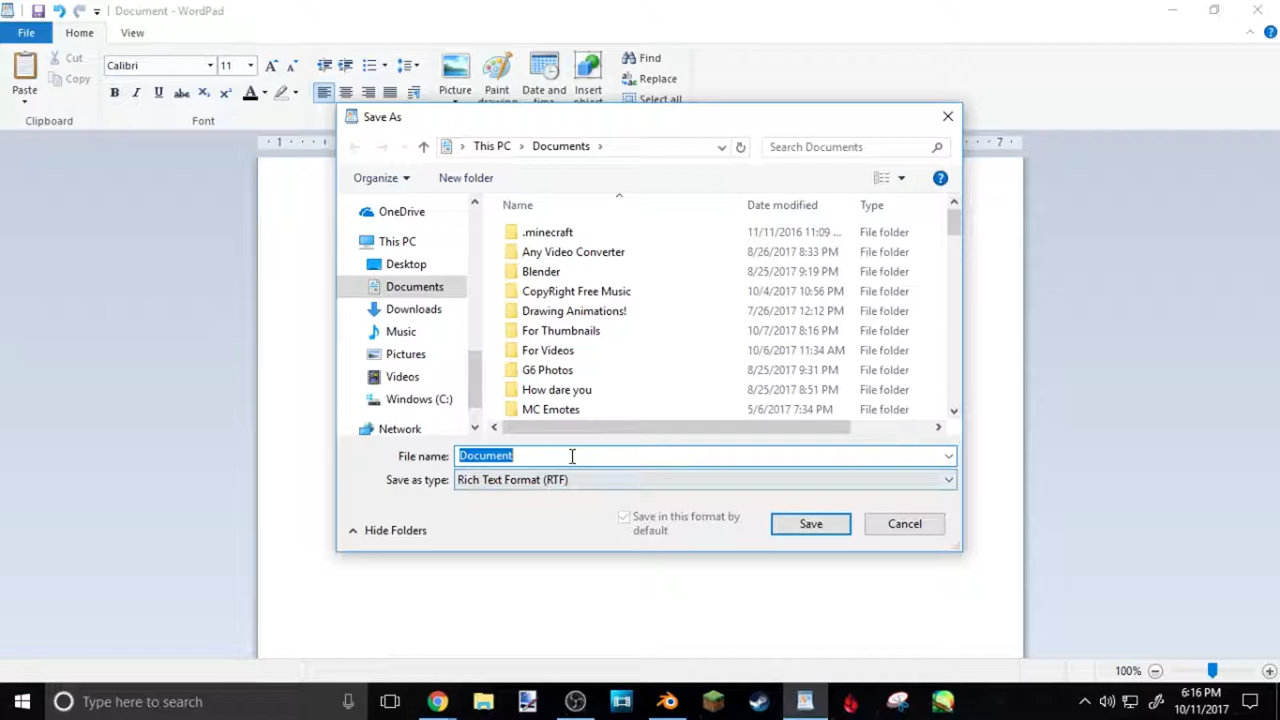 Document - WordPad
File Home View
Cut
Copy
Paste
Clipboard
Calibri 11
B I U abc X₂ X² A
Font
Picture
Paint
drawing
Date and
time
Insert
object
Find
Replace
Select all
1 7
Save As
This PC > Documents >
Search Documents
Organize New folder
OneDrive
This PC
Desktop
Documents
Downloads
Music
Pictures
Videos
Windows (C:)
Network
Name Date modified Type
.minecraft 11/11/2016 11:09 ... File folder
Any Video Converter 8/26/2017 8:33 PM File folder
Blender 8/25/2017 9:19 PM File folder
CopyRight Free Music 10/4/2017 10:56 PM File folder
Drawing Animations! 7/26/2017 12:12 PM File folder
For Thumbnails 10/7/2017 8:16 PM File folder
For Videos 10/6/2017 11:34 AM File folder
G6 Photos 8/25/2017 9:31 PM File folder
How dare you 8/25/2017 8:51 PM File folder
MC Emotes 5/6/2017 7:34 PM File folder
File name: Document
Save as type: Rich Text Format (RTF)
Save in this format by
default
Save Cancel
Hide Folders
100%
Type here to search
6:16 PM
10/11/2017